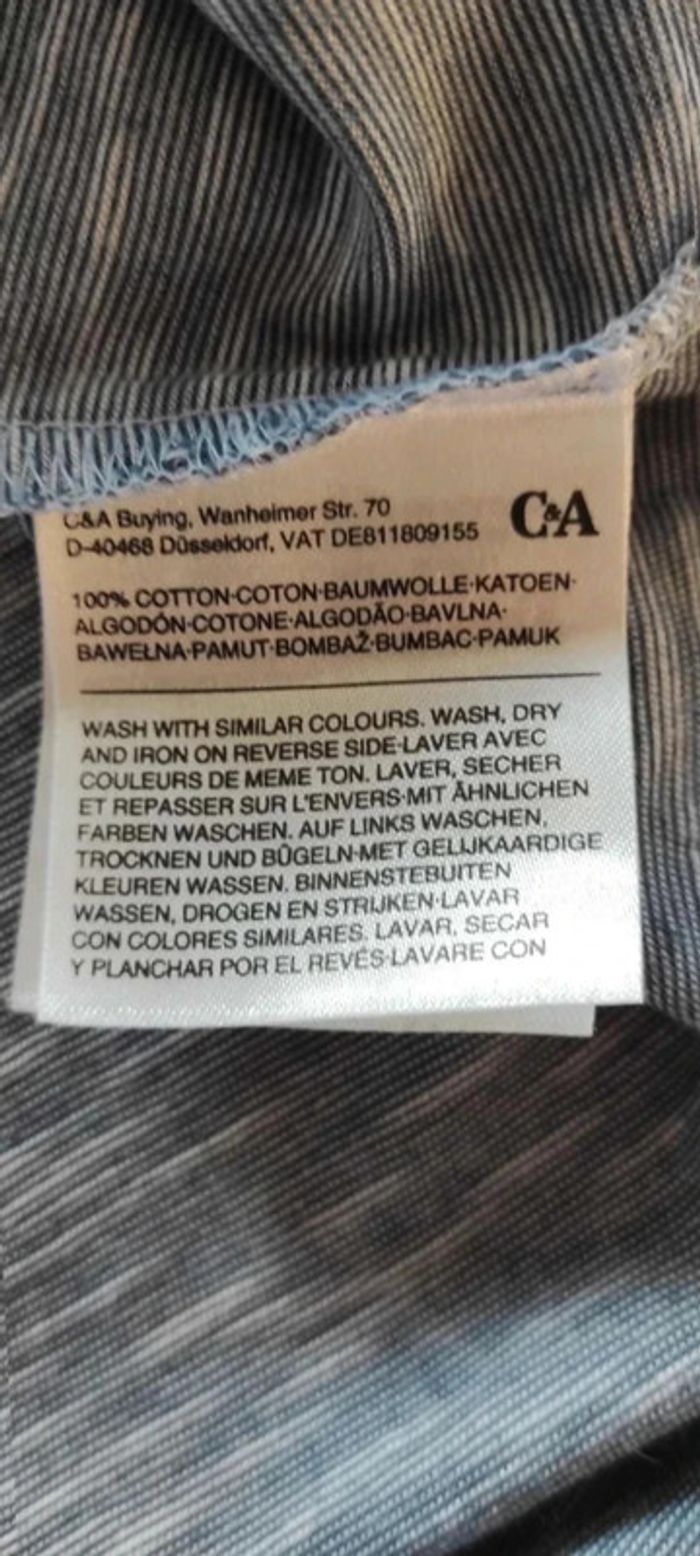 C&A Buying, Wanheimer Str. 70
D-40468 Düsseldorf, VAT DE811809155
C&A
100% COTTON·COTON·BAUMWOLLE·KATOEN·
ALGODÓN·COTONE·ALGODÃO·BAVLNA·
BAWEŁNA·PAMUT·BOMBAŽ·BUMBAC·PAMUK
WASH WITH SIMILAR COLOURS. WASH, DRY
AND IRON ON REVERSE SIDE·LAVER AVEC
COULEURS DE MEME TON. LAVER, SECHER
ET REPASSER SUR L'ENVERS·MIT ÄHNLICHEN
FARBEN WASCHEN. AUF LINKS WASCHEN,
TROCKNEN UND BÜGELN·MET GELIJKAARDIGE
KLEUREN WASSEN. BINNENSTEBUITEN
WASSEN, DROGEN EN STRIJKEN·LAVAR
CON COLORES SIMILARES. LAVAR, SECAR
Y PLANCHAR POR EL REVÉS·LAVARE CON